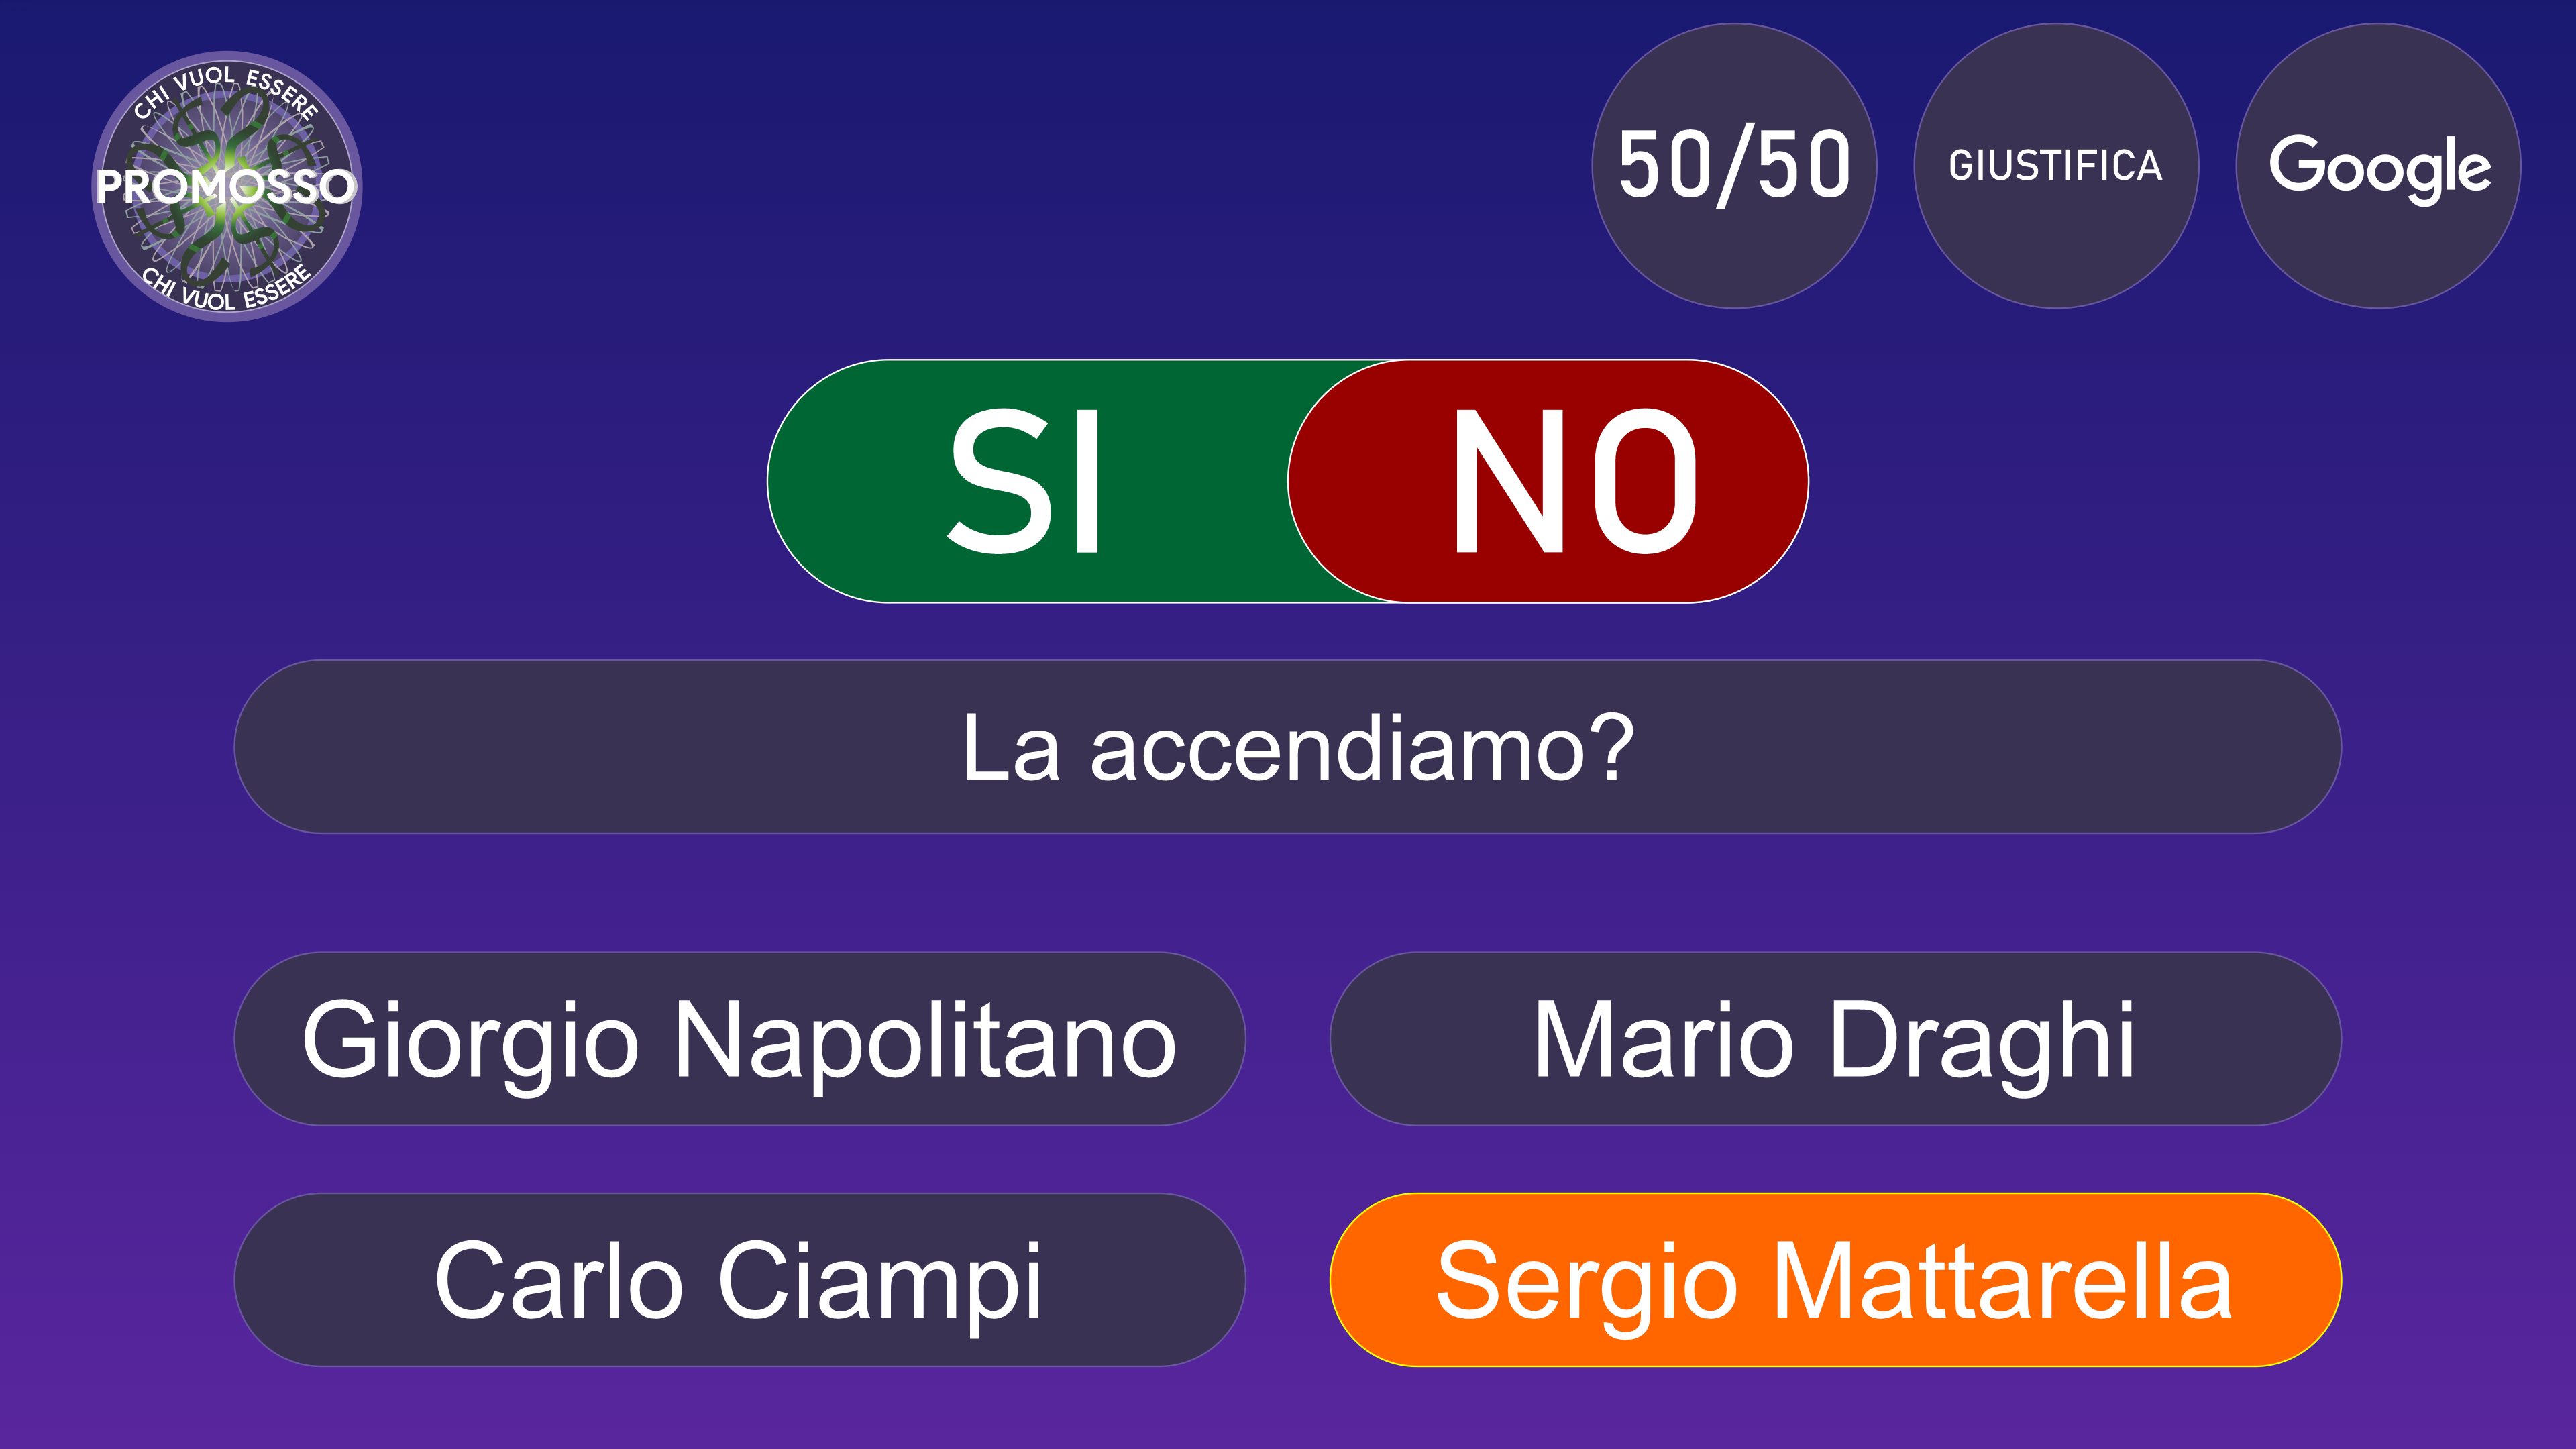 CHI VUOL ESSERE
PROMOSSO
CHI VUOL ESSERE
50/50
GIUSTIFICA
Google
SI
NO
La accendiamo?
Giorgio Napolitano
Mario Draghi
Carlo Ciampi
Sergio Mattarella